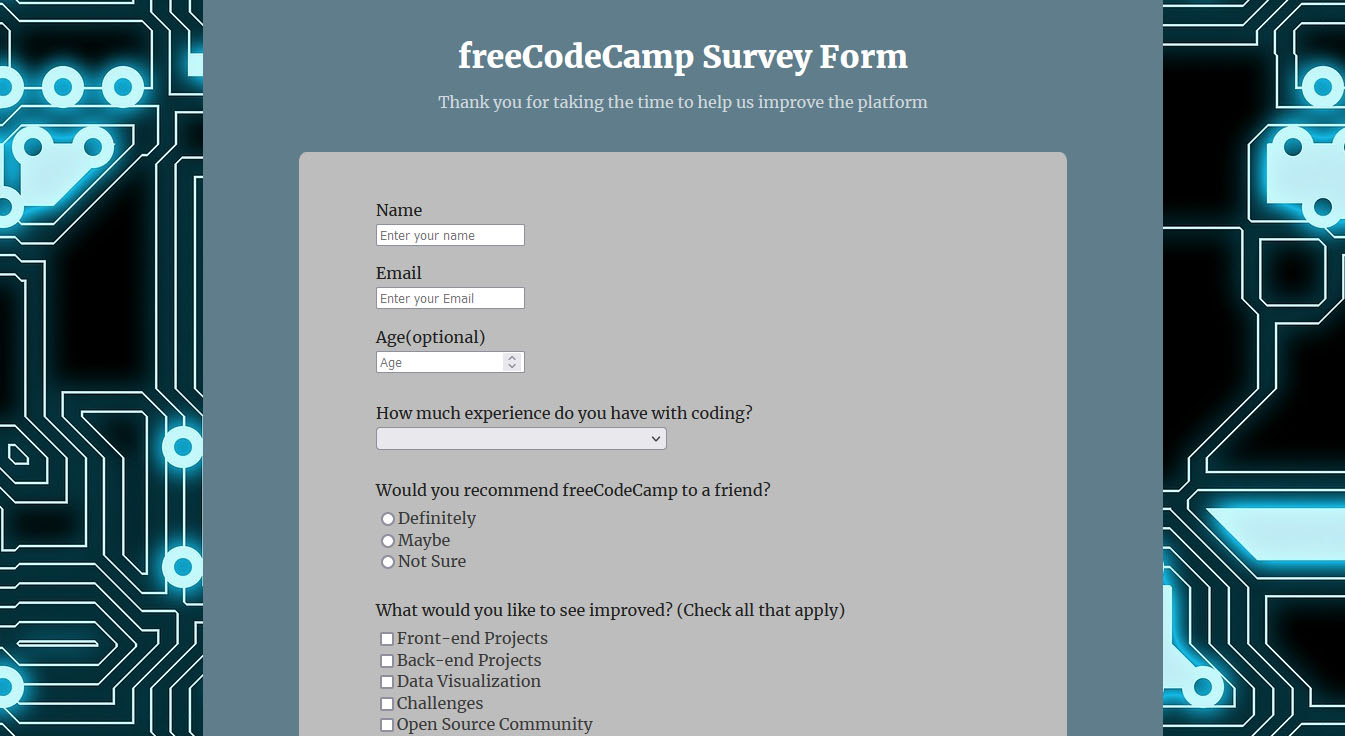 freeCodeCamp Survey Form
Thank you for taking the time to help us improve the platform
Name
Enter your name
Email
Enter your Email
Age(optional)
Age
How much experience do you have with coding?
Would you recommend freeCodeCamp to a friend?
Definitely
Maybe
Not Sure
What would you like to see improved? (Check all that apply)
Front-end Projects
Back-end Projects
Data Visualization
Challenges
Open Source Community